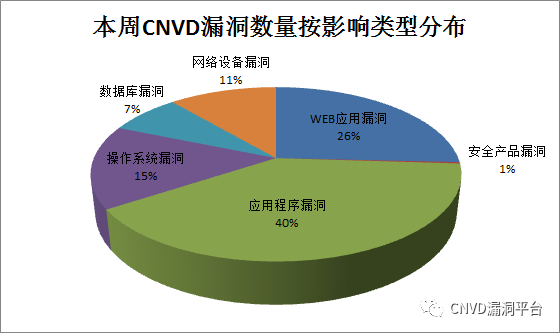 本周CNVD漏洞数量按影响类型分布
网络设备漏洞
11%
数据库漏洞
7%
WEB应用漏洞
26%
安全产品漏洞
1%
操作系统漏洞
15%
应用程序漏洞
40%
CNVD漏洞平台